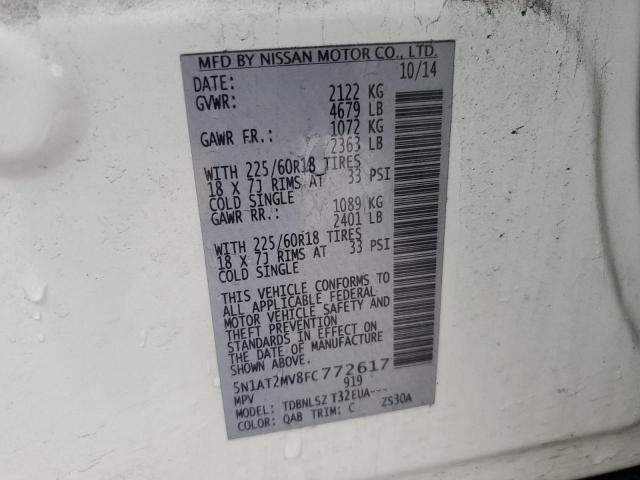 MFD BY NISSAN MOTOR CO., LTD.
DATE: 10/14
GVWR: 2122 KG
4679 LB
GAWR FR.: 1072 KG
2363 LB
WITH 225/60R18 TIRES
18 X 7J RIMS AT 33 PSI
COLD SINGLE
GAWR RR.: 1089 KG
2401 LB
WITH 225/60R18 TIRES
18 X 7J RIMS AT 33 PSI
COLD SINGLE
THIS VEHICLE CONFORMS TO
ALL APPLICABLE FEDERAL
MOTOR VEHICLE SAFETY AND
THEFT PREVENTION
STANDARDS IN EFFECT ON
THE DATE OF MANUFACTURE
SHOWN ABOVE.
5N1AT2MV8FC772617
MPV 919
MODEL: TDBNLSZ T32EUA---
COLOR: QAB TRIM: C ZS30A